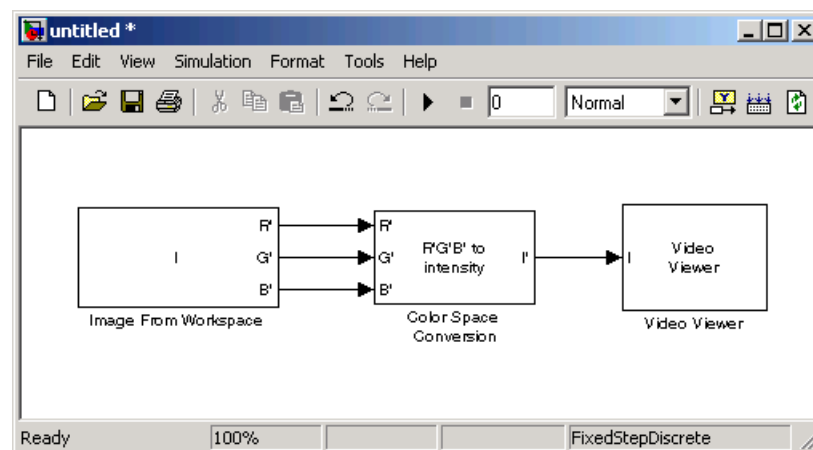 untitled *
File Edit View Simulation Format Tools Help
0 Normal
R'
G'
B'
I
R'
G'
B'
R'G'B' to
intensity
I'
I
Video
Viewer
Image From Workspace
Color Space
Conversion
Video Viewer
Ready 100% FixedStepDiscrete